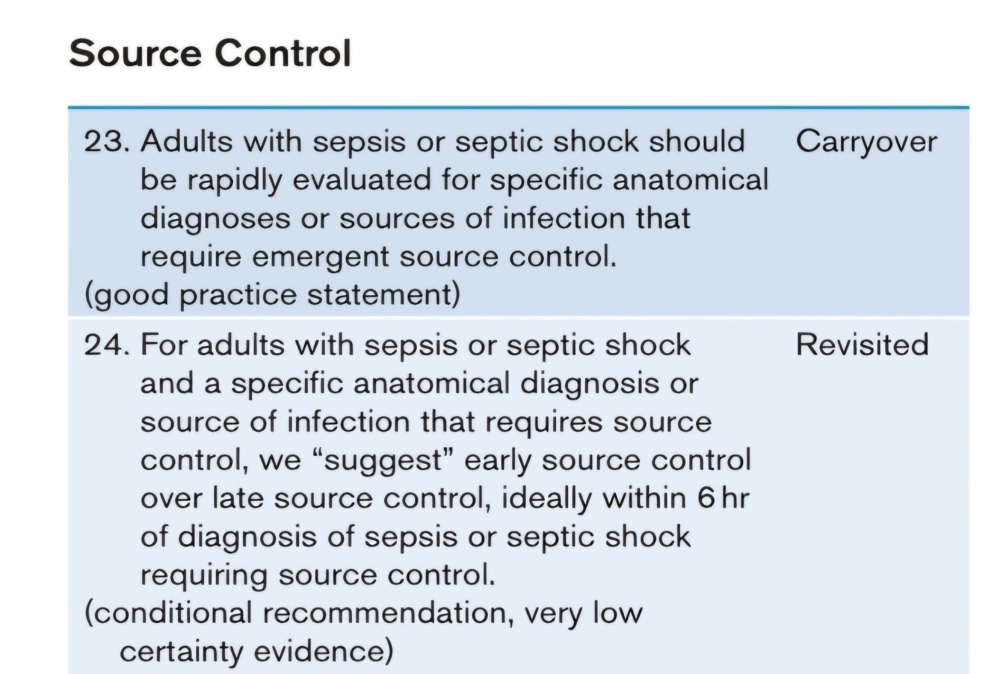 Source Control
23. Adults with sepsis or septic shock should Carryover
be rapidly evaluated for specific anatomical
diagnoses or sources of infection that
require emergent source control.
(good practice statement)
24. For adults with sepsis or septic shock Revisited
and a specific anatomical diagnosis or
source of infection that requires source
control, we “suggest” early source control
over late source control, ideally within 6 hr
of diagnosis of sepsis or septic shock
requiring source control.
(conditional recommendation, very low
certainty evidence)